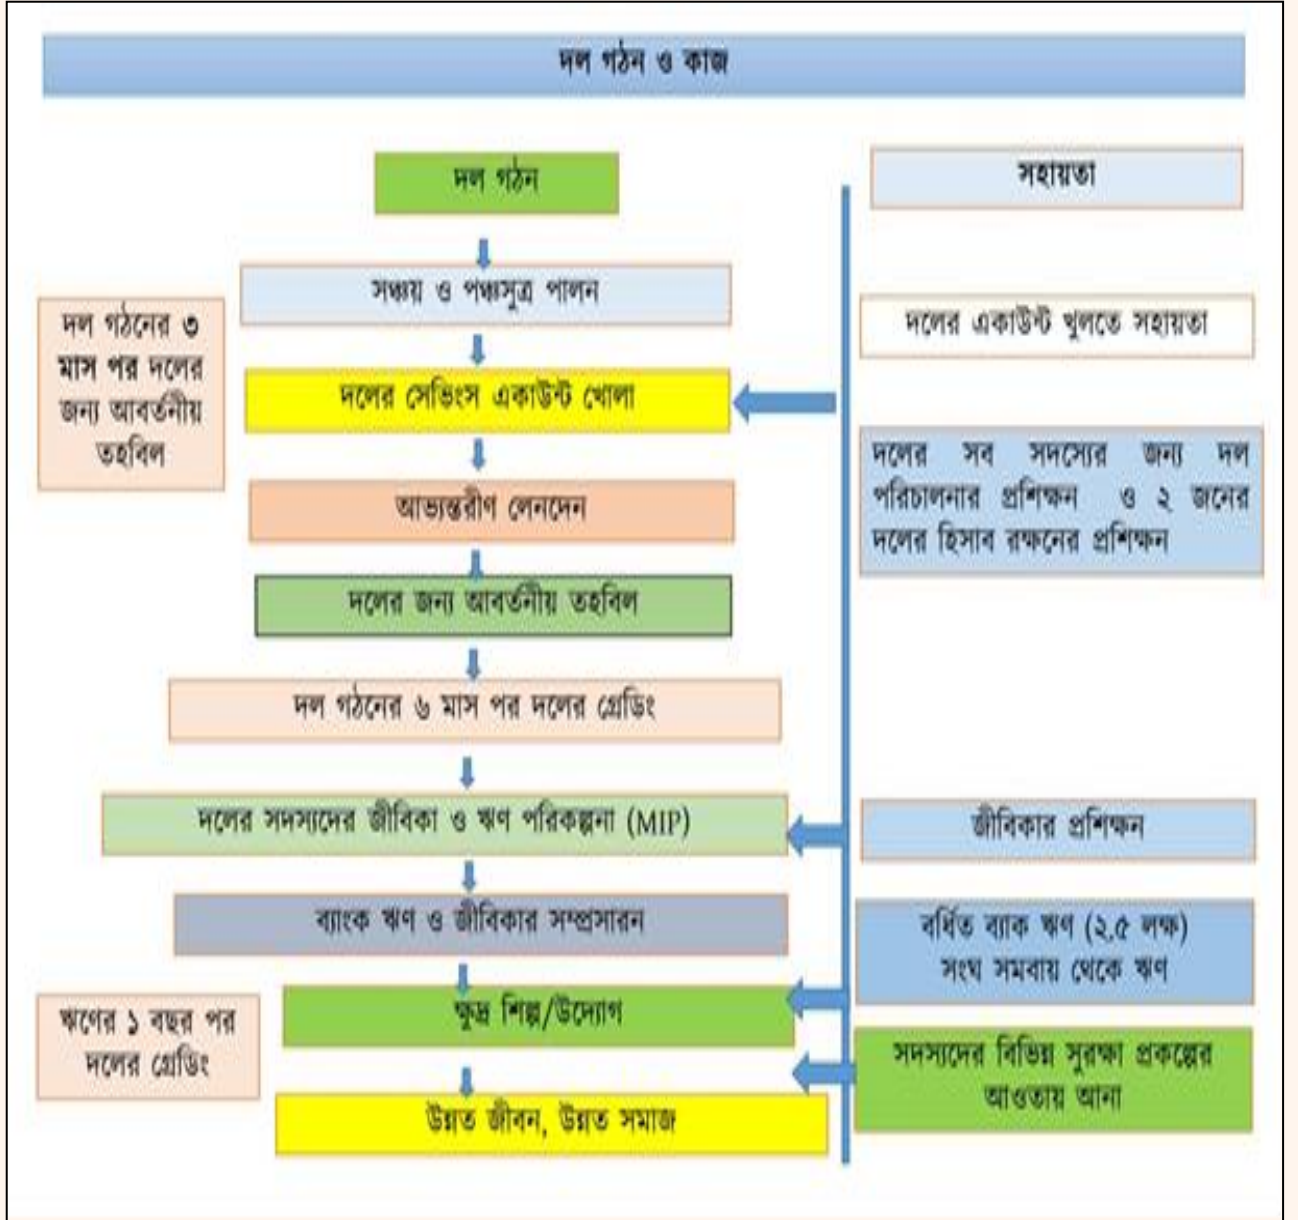 দল গঠন ও কাজ
দল গঠন
সঞ্চয় ও পঞ্চসুত্র পালন
দল গঠনের ৩
মাস পর দলের
জন্য আবর্তনীয়
তহবিল
দলের সেভিংস একাউন্ট খোলা
আভ্যন্তরীণ লেনদেন
দলের জন্য আবর্তনীয় তহবিল
দল গঠনের ৬ মাস পর দলের গ্রেডিং
দলের সদস্যদের জীবিকা ও ঋণ পরিকল্পনা (MIP)
ব্যাংক ঋণ ও জীবিকার সম্প্রসারন
ঋণের ১ বছর পর
দলের গ্রেডিং
ক্ষুদ্র শিল্প/উদ্যোগ
উন্নত জীবন, উন্নত সমাজ
সহায়তা
দলের একাউন্ট খুলতে সহায়তা
দলের সব সদস্যের জন্য দল
পরিচালনার প্রশিক্ষন ও ২ জনের
দলের হিসাব রক্ষনের প্রশিক্ষন
জীবিকার প্রশিক্ষন
বর্ধিত ব্যাক ঋণ (২.৫ লক্ষ)
সংঘ সমবায় থেকে ঋণ
সদস্যদের বিভিন্ন সুরক্ষা প্রকল্পের
আওতায় আনা